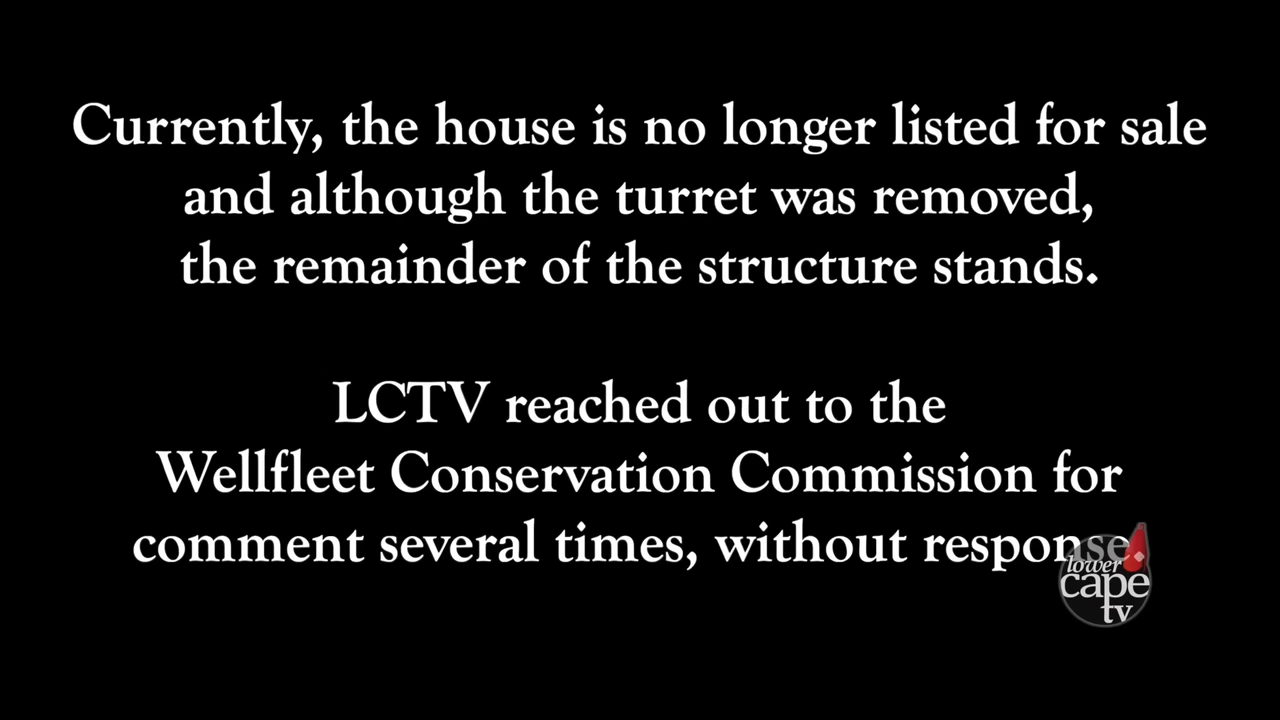 Currently, the house is no longer listed for sale
and although the turret was removed,
the remainder of the structure stands.
LCTV reached out to the
Wellfleet Conservation Commission for
comment several times, without response.
lower
cape
tv